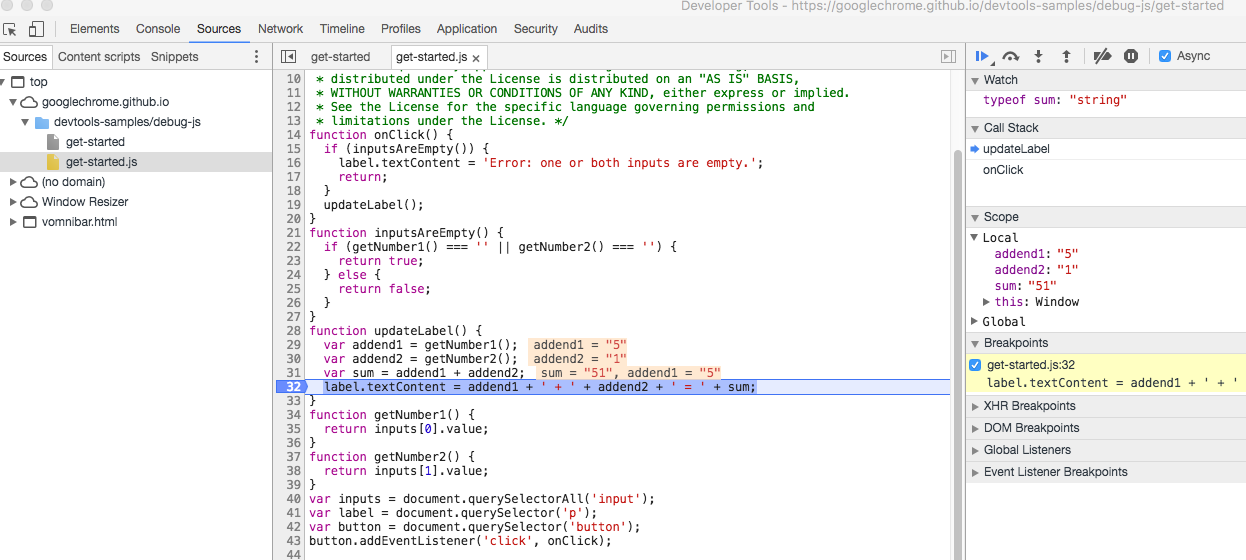 Developer Tools - https://googlechrome.github.io/devtools-samples/debug-js/get-started
Elements Console Sources Network Timeline Profiles Application Security Audits
Sources Content scripts Snippets
top
googlechrome.github.io
devtools-samples/debug-js
get-started
get-started.js
(no domain)
Window Resizer
vomnibar.html
get-started get-started.js ×
10 * distributed under the License is distributed on an "AS IS" BASIS,
11 * WITHOUT WARRANTIES OR CONDITIONS OF ANY KIND, either express or implied.
12 * See the License for the specific language governing permissions and
13 * limitations under the License. */
14 function onClick() {
15 if (inputsAreEmpty()) {
16 label.textContent = 'Error: one or both inputs are empty.';
17 return;
18 }
19 updateLabel();
20 }
21 function inputsAreEmpty() {
22 if (getNumber1() === '' || getNumber2() === '') {
23 return true;
24 } else {
25 return false;
26 }
27 }
28 function updateLabel() {
29 var addend1 = getNumber1(); addend1 = "5"
30 var addend2 = getNumber2(); addend2 = "1"
31 var sum = addend1 + addend2; sum = "51", addend1 = "5"
32 label.textContent = addend1 + ' + ' + addend2 + ' = ' + sum;
33 }
34 function getNumber1() {
35 return inputs[0].value;
36 }
37 function getNumber2() {
38 return inputs[1].value;
39 }
40 var inputs = document.querySelectorAll('input');
41 var label = document.querySelector('p');
42 var button = document.querySelector('button');
43 button.addEventListener('click', onClick);
44
Async
Watch
typeof sum: "string"
Call Stack
updateLabel
onClick
Scope
Local
addend1: "5"
addend2: "1"
sum: "51"
this: Window
Global
Breakpoints
get-started.js:32
label.textContent = addend1 + ' + '
XHR Breakpoints
DOM Breakpoints
Global Listeners
Event Listener Breakpoints